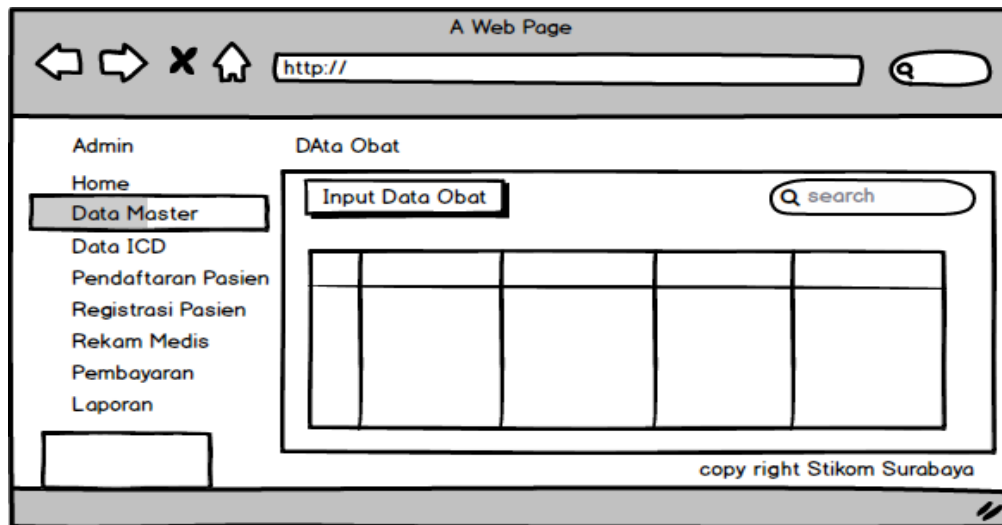 A Web Page
http://
Admin
Home
Data Master
Data ICD
Pendaftaran Pasien
Registrasi Pasien
Rekam Medis
Pembayaran
Laporan
DAta Obat
Input Data Obat
search
copy right Stikom Surabaya